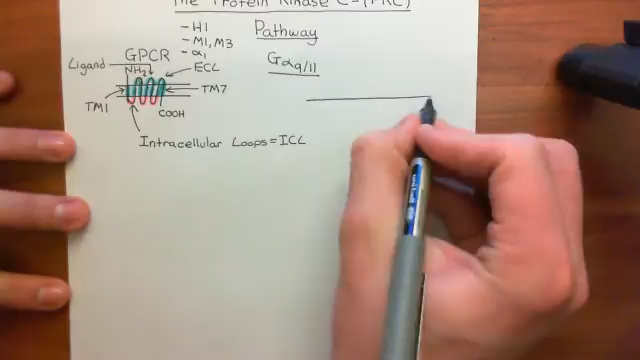 The Protein Kinase C-(PKC)
Pathway
- H1
- M1, M3
- α1
Gαq/11
GPCR
Ligand
NH2
ECL
TM7
TM1
COOH
Intracellular Loops = ICL